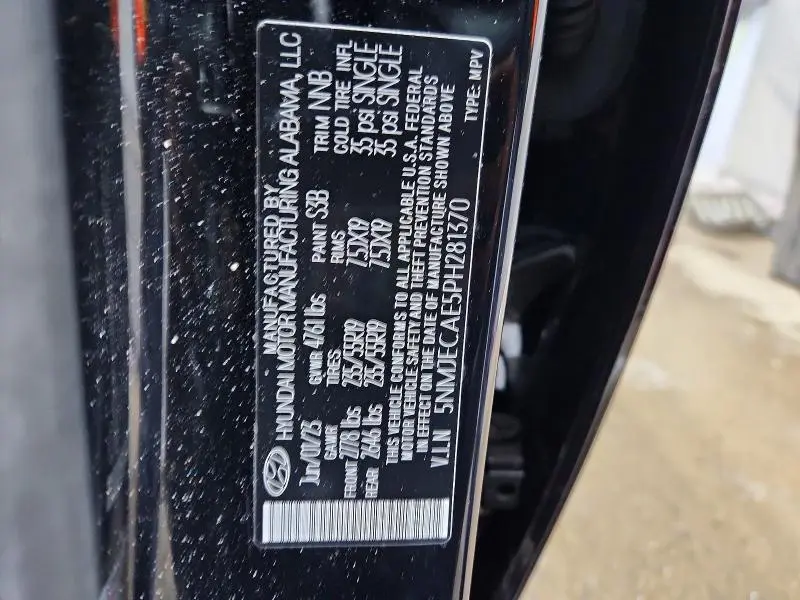 MANUFACTURED BY
HYUNDAI MOTOR MANUFACTURING ALABAMA, LLC
Jun/07/23 GVWR 4761 lbs PAINT S3B TRIM NNB
GAWR TIRES RIMS COLD TIRE INFL
FRONT 2778 lbs 235/55R19 7.5JX19 35 psi SINGLE
REAR 2646 lbs 235/55R19 7.5JX19 35 psi SINGLE
THIS VEHICLE CONFORMS TO ALL APPLICABLE U.S.A. FEDERAL
MOTOR VEHICLE SAFETY AND THEFT PREVENTION STANDARDS
IN EFFECT ON THE DATE OF MANUFACTURE SHOWN ABOVE
V.I.N 5NMJECAE5PH281370 TYPE: MPV